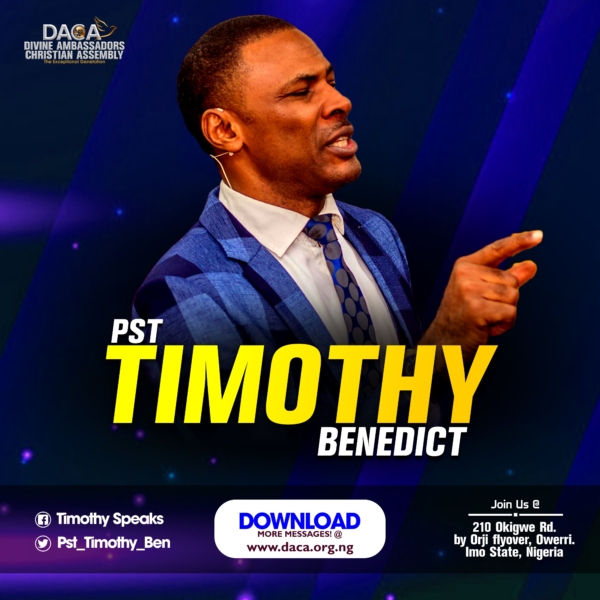 DACA
DIVINE AMBASSADORS
CHRISTIAN ASSEMBLY
The Exceptional Generation
PST
TIMOTHY
BENEDICT
Timothy Speaks
Pst_Timothy_Ben
DOWNLOAD
MORE MESSAGES! @
www.daca.org.ng
Join Us @
210 Okigwe Rd.
by Orji flyover, Owerri.
Imo State, Nigeria